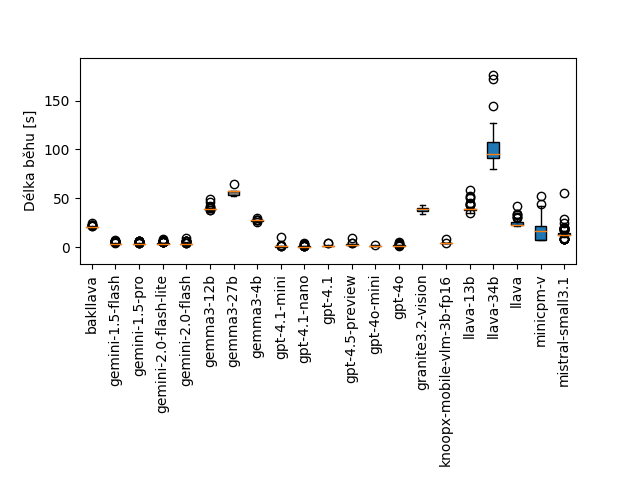 Délka běhu [s]
150
100
50
0
bakllava
gemini-1.5-flash
gemini-1.5-pro
gemini-2.0-flash-lite
gemini-2.0-flash
gemma3-12b
gemma3-27b
gemma3-4b
gpt-4.1-mini
gpt-4.1-nano
gpt-4.1
gpt-4.5-preview
gpt-4o-mini
gpt-4o
granite3.2-vision
knoopx-mobile-vlm-3b-fp16
llava-13b
llava-34b
llava
minicpm-v
mistral-small3.1